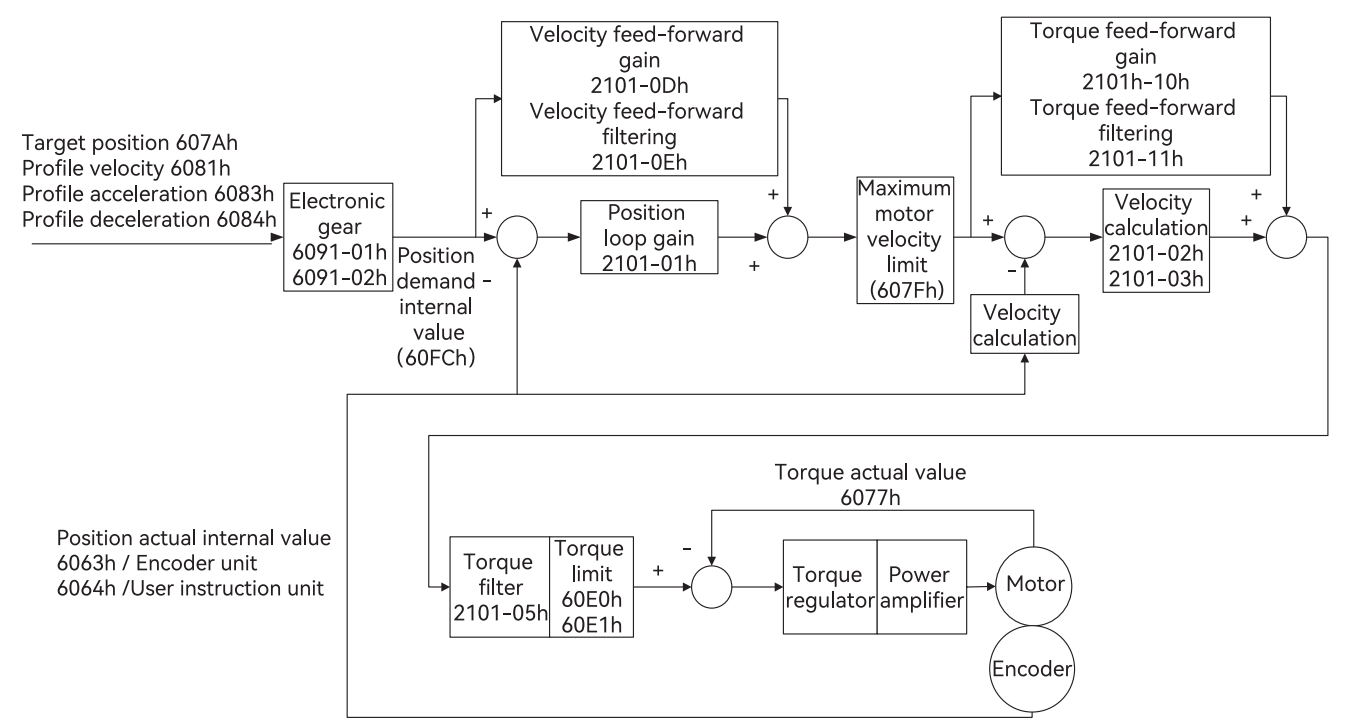 Velocity feed-forward
gain
2101-0Dh
Velocity feed-forward
filtering
2101-0Eh
Torque feed-forward
gain
2101h-10h
Torque feed-forward
filtering
2101-11h
Target position 607Ah
Profile velocity 6081h
Profile acceleration 6083h
Profile deceleration 6084h
Electronic
gear
6091-01h
6091-02h
+
Position
demand -
internal
value
(60FCh)
Position
loop gain
2101-01h
+
+
Maximum
motor
velocity
limit
(607Fh)
+
-
Velocity
calculation
Velocity
calculation
2101-02h
2101-03h
+
+
Torque actual value
6077h
Position actual internal value
6063h / Encoder unit
6064h /User instruction unit
Torque
filter
2101-05h
Torque
limit
60E0h
60E1h
+
-
Torque
regulator
Power
amplifier
Motor
Encoder